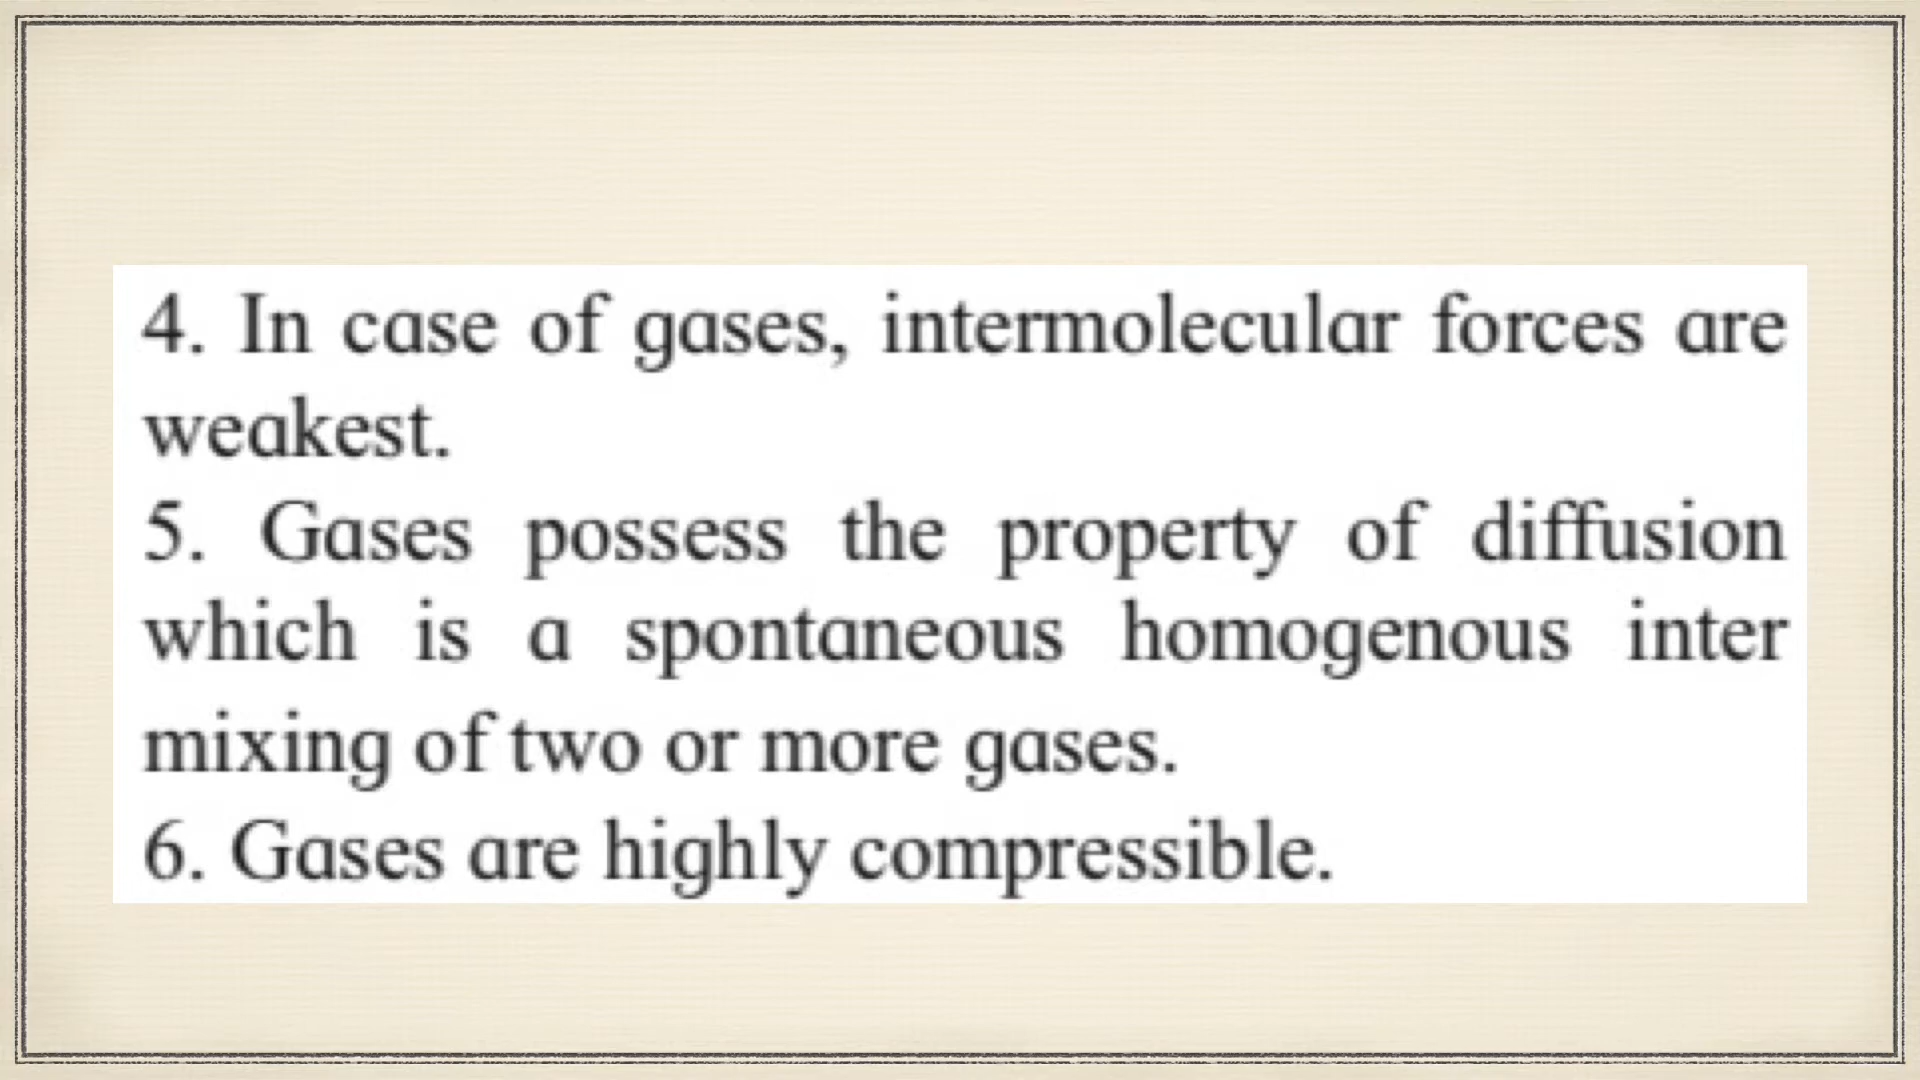 4. In case of gases, intermolecular forces are
weakest.
5. Gases possess the property of diffusion
which is a spontaneous homogenous inter
mixing of two or more gases.
6. Gases are highly compressible.